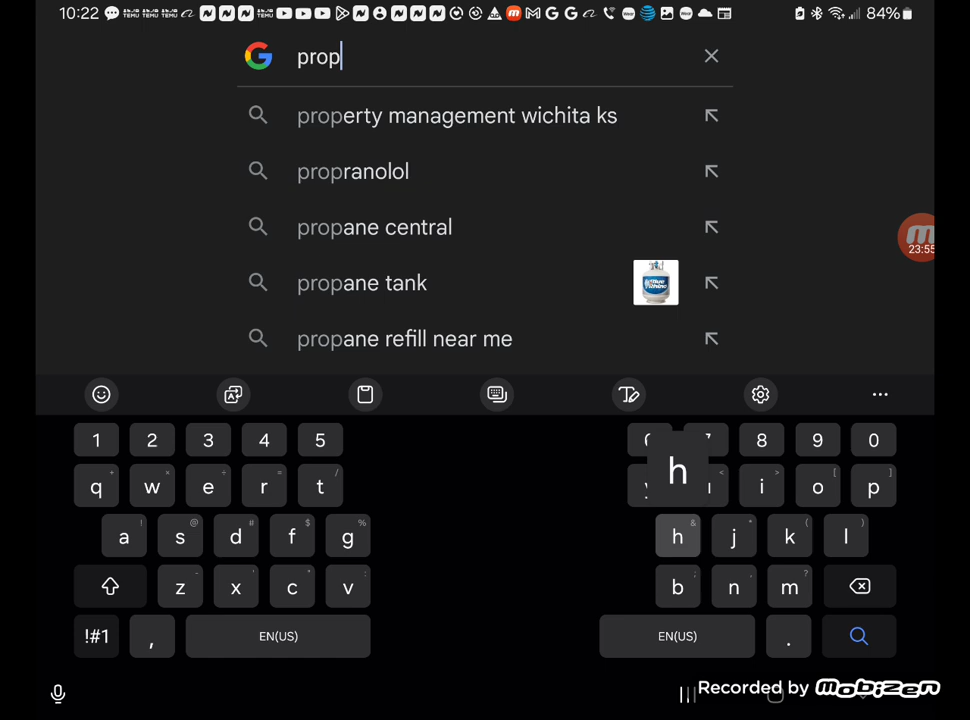 10:22 84%
prop
property management wichita ks
propranolol
propane central
propane tank
propane refill near me
23:55
1 2 3 4 5 8 9 0
h
q w e r t i o p
a s d f g h j k l
z x c v b n m
!#1 , EN(US) EN(US) .
Recorded by mobizen